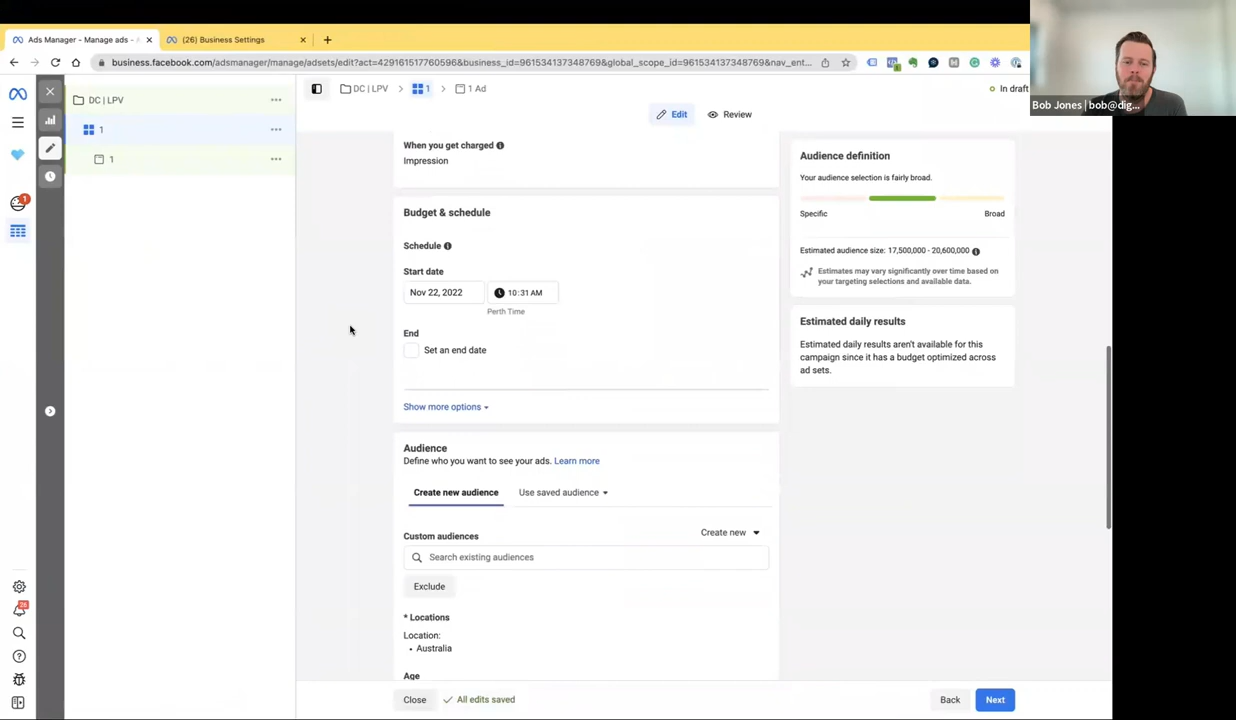 Ads Manager - Manage ads - A
(26) Business Settings
business.facebook.com/adsmanager/manage/adsets/edit?act=429161517760596&business_id=961534137348769&global_scope_id=961534137348769&nav_ent...
Bob Jones | bob@dig...
DC | LPV
1
1
DC | LPV
1
1 Ad
In draft
Edit
Review
When you get charged
Impression
Budget & schedule
Schedule
Start date
Nov 22, 2022
10:31 AM
Perth Time
End
Set an end date
Show more options
Audience
Define who you want to see your ads. Learn more
Create new audience
Use saved audience
Custom audiences
Create new
Search existing audiences
Exclude
* Locations
Location:
• Australia
Age
Close
All edits saved
Back
Next
Audience definition
Your audience selection is fairly broad.
Specific
Broad
Estimated audience size: 17,500,000 - 20,600,000
Estimates may vary significantly over time based on
your targeting selections and available data.
Estimated daily results
Estimated daily results aren't available for this
campaign since it has a budget optimized across
ad sets.